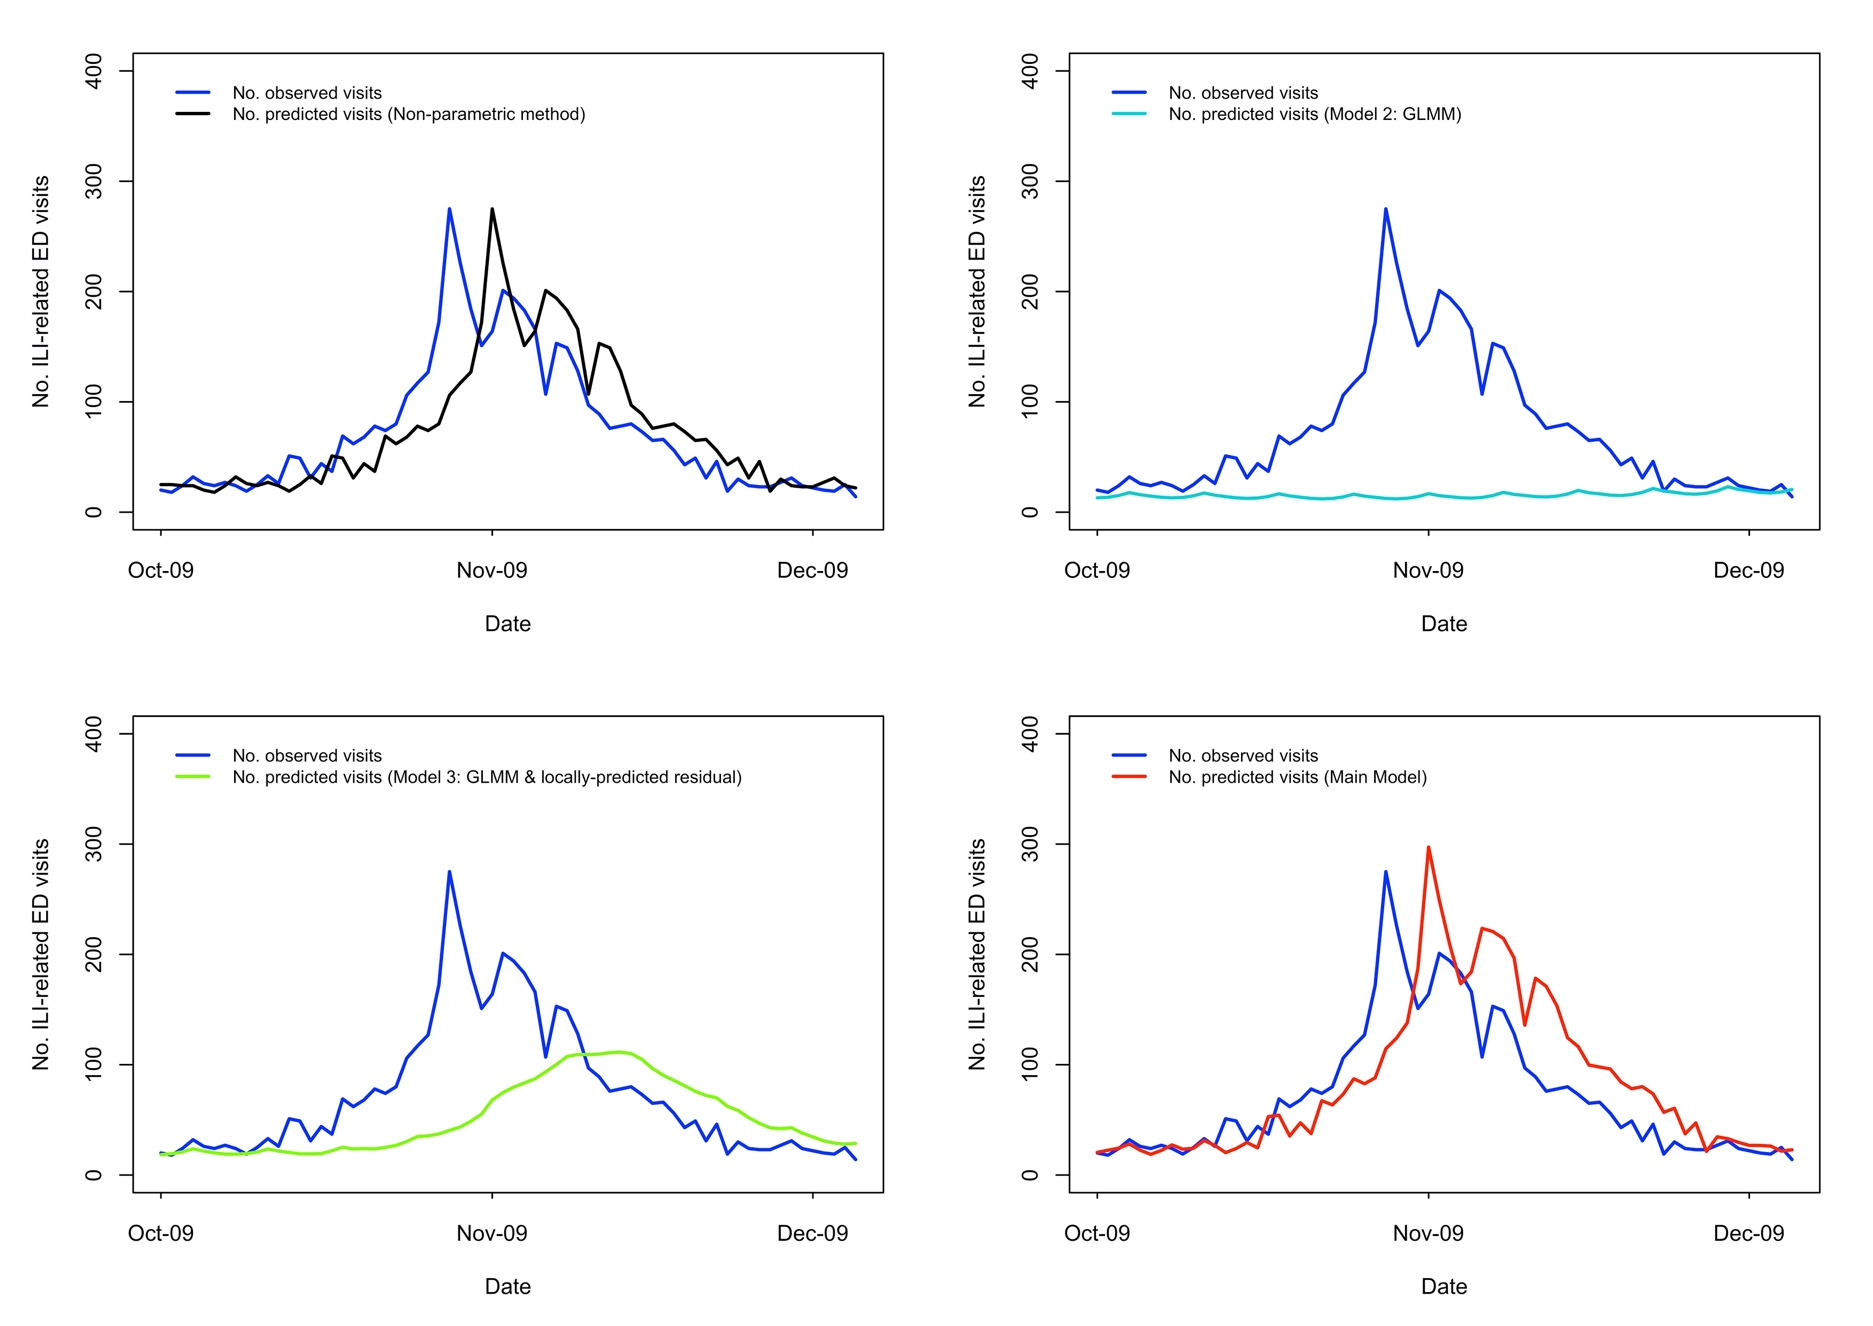 No. observed visits
No. predicted visits (Non-parametric method)
No. ILI-related ED visits
400
300
200
100
0
Oct-09 Nov-09 Dec-09
Date
No. observed visits
No. predicted visits (Model 2: GLMM)
No. ILI-related ED visits
400
300
200
100
0
Oct-09 Nov-09 Dec-09
Date
No. observed visits
No. predicted visits (Model 3: GLMM & locally-predicted residual)
No. ILI-related ED visits
400
300
200
100
0
Oct-09 Nov-09 Dec-09
Date
No. observed visits
No. predicted visits (Main Model)
No. ILI-related ED visits
400
300
200
100
0
Oct-09 Nov-09 Dec-09
Date